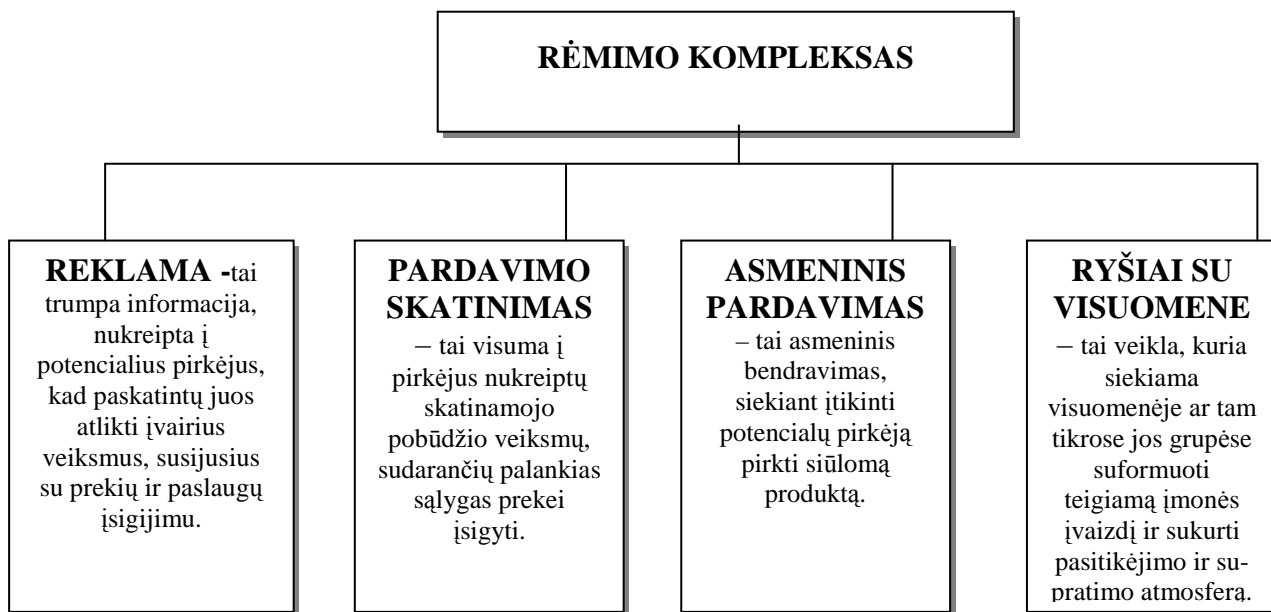 RĖMIMO KOMPLEKSAS
REKLAMA -tai
trumpa informacija,
nukreipta į
potencialius pirkėjus,
kad paskatintų juos
atlikti įvairius
veiksmus, susijusius
su prekių ir paslaugų
įsigijimu.
PARDAVIMO
SKATINIMAS
– tai visuma į
pirkėjus nukreiptų
skatinamojo
pobūdžio veiksmų,
sudarančių palankias
sąlygas prekei
įsigyti.
ASMENINIS
PARDAVIMAS
– tai asmeninis
bendravimas,
siekiant įtikinti
potencialų pirkėją
pirkti siūlomą
produktą.
RYŠIAI SU
VISUOMENE
– tai veikla, kuria
siekiama
visuomenėje ar tam
tikrose jos grupėse
suformuoti
teigiamą įmonės
įvaizdį ir sukurti
pasitikėjimo ir su-
pratimo atmosferą.